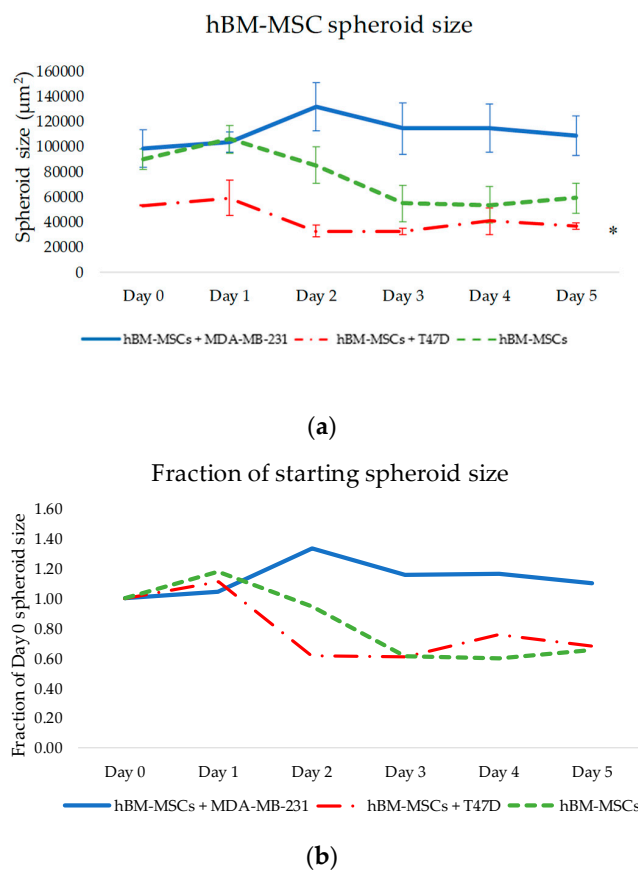 hBM-MSC spheroid size
Spheroid size (µm²)
160000
140000
120000
100000
80000
60000
40000
20000
0
*
Day 0 Day 1 Day 2 Day 3 Day 4 Day 5
hBM-MSCs + MDA-MB-231 hBM-MSCs + T47D hBM-MSCs
(a)
Fraction of starting spheroid size
Fraction of Day 0 spheroid size
1.60
1.40
1.20
1.00
0.80
0.60
0.40
0.20
0.00
Day 0 Day 1 Day 2 Day 3 Day 4 Day 5
hBM-MSCs + MDA-MB-231 hBM-MSCs + T47D hBM-MSCs
(b)